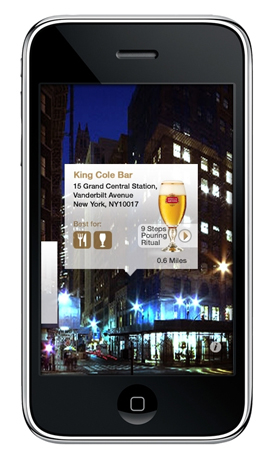 King Cole Bar
15 Grand Central Station,
Vanderbilt Avenue
New York, NY10017
Best for:
9 Steps
Pouring
Ritual
0.6 Miles
i